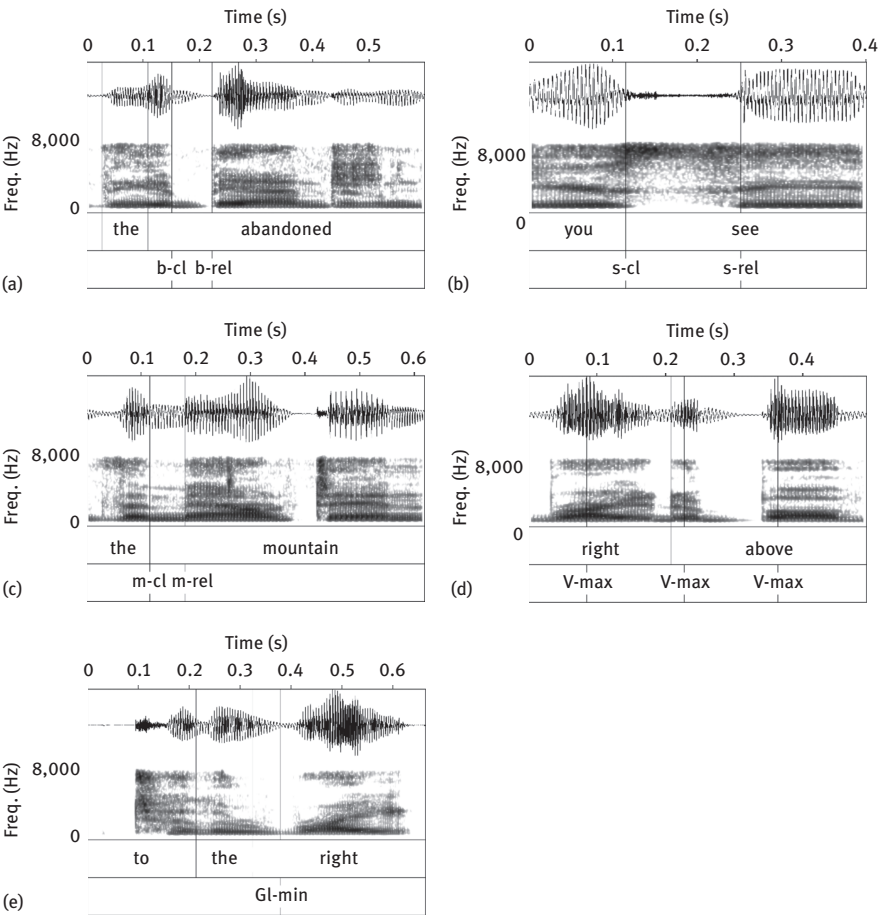 Time (s)
0 0.1 0.2 0.3 0.4 0.5
8,000
Freq. (Hz)
0
the abandoned
b-cl b-rel
(a)
Time (s)
0 0.1 0.2 0.3 0.4
8,000
Freq. (Hz)
0
you see
s-cl s-rel
(b)
Time (s)
0 0.1 0.2 0.3 0.4 0.5 0.6
8,000
Freq. (Hz)
0
the mountain
m-cl m-rel
(c)
Time (s)
0 0.1 0.2 0.3 0.4
8,000
Freq. (Hz)
0
right above
V-max V-max V-max
(d)
Time (s)
0 0.1 0.2 0.3 0.4 0.5 0.6
8,000
Freq. (Hz)
0
to the right
Gl-min
(e)